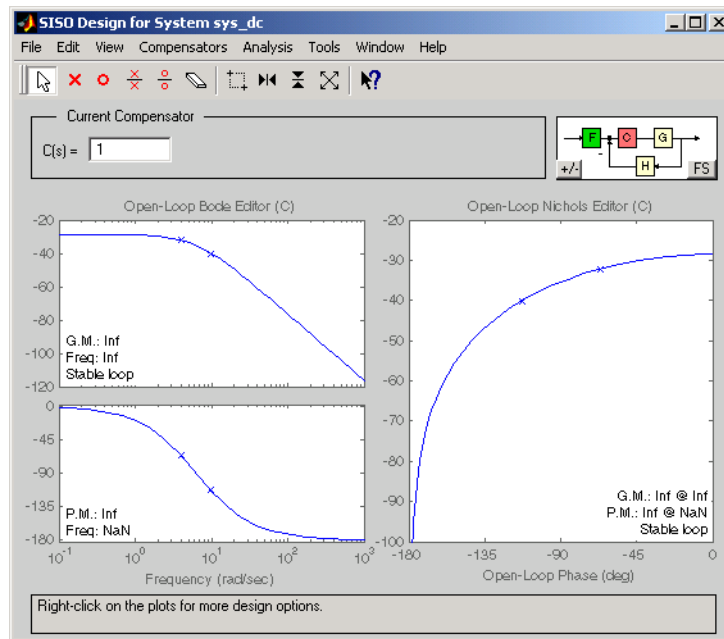 SISO Design for System sys_dc
File Edit View Compensators Analysis Tools Window Help
Current Compensator
C(s) = 1
F C G
H
+/- FS
Open-Loop Bode Editor (C)
-20
-40
-60
-80
-100
-120
G.M.: Inf
Freq: Inf
Stable loop
0
-45
-90
-135
-180
P.M.: Inf
Freq: NaN
10^-1 10^0 10^1 10^2 10^3
Frequency (rad/sec)
Open-Loop Nichols Editor (C)
-20
-30
-40
-50
-60
-70
-80
-90
-100
G.M.: Inf @ Inf
P.M.: Inf @ NaN
Stable loop
-180 -135 -90 -45 0
Open-Loop Phase (deg)
Right-click on the plots for more design options.